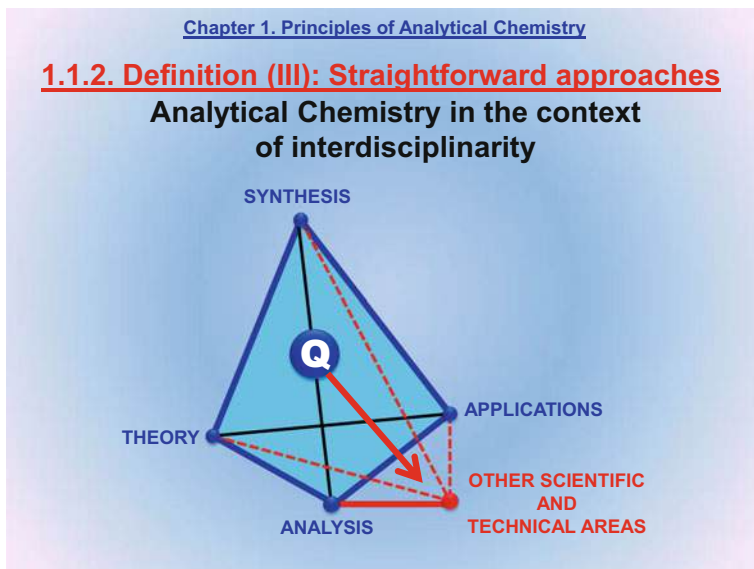 Chapter 1. Principles of Analytical Chemistry
1.1.2. Definition (III): Straightforward approaches
Analytical Chemistry in the context
of interdisciplinarity
SYNTHESIS
Q
APPLICATIONS
THEORY
OTHER SCIENTIFIC
AND
TECHNICAL AREAS
ANALYSIS